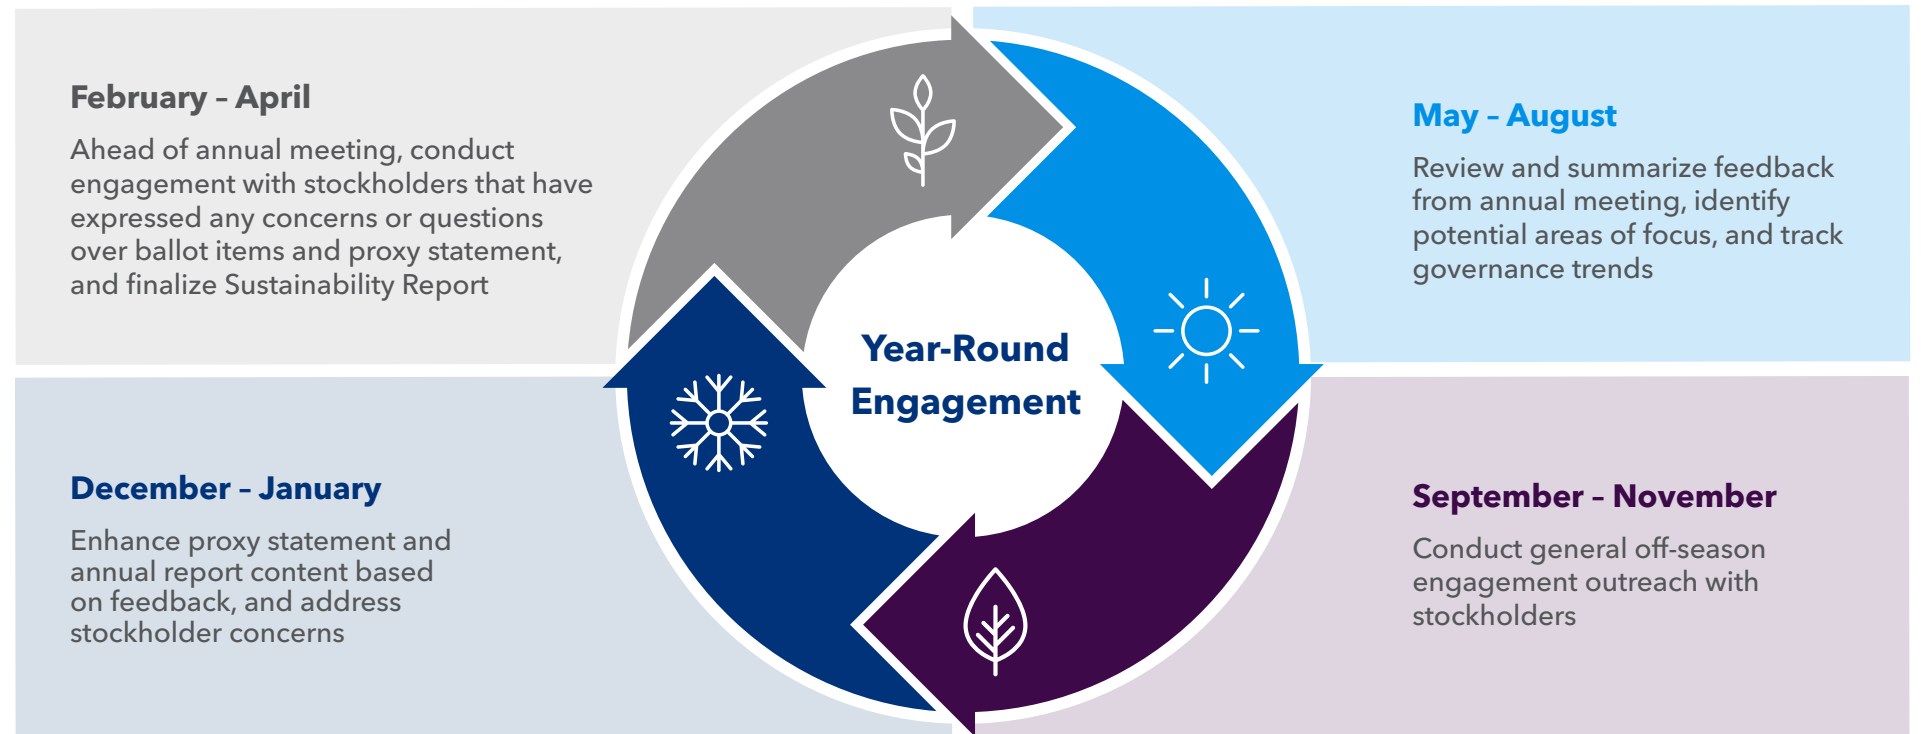 February – April
Ahead of annual meeting, conduct
engagement with stockholders that have
expressed any concerns or questions
over ballot items and proxy statement,
and finalize Sustainability Report
May – August
Review and summarize feedback
from annual meeting, identify
potential areas of focus, and track
governance trends
Year-Round
Engagement
December – January
Enhance proxy statement and
annual report content based
on feedback, and address
stockholder concerns
September – November
Conduct general off-season
engagement outreach with
stockholders